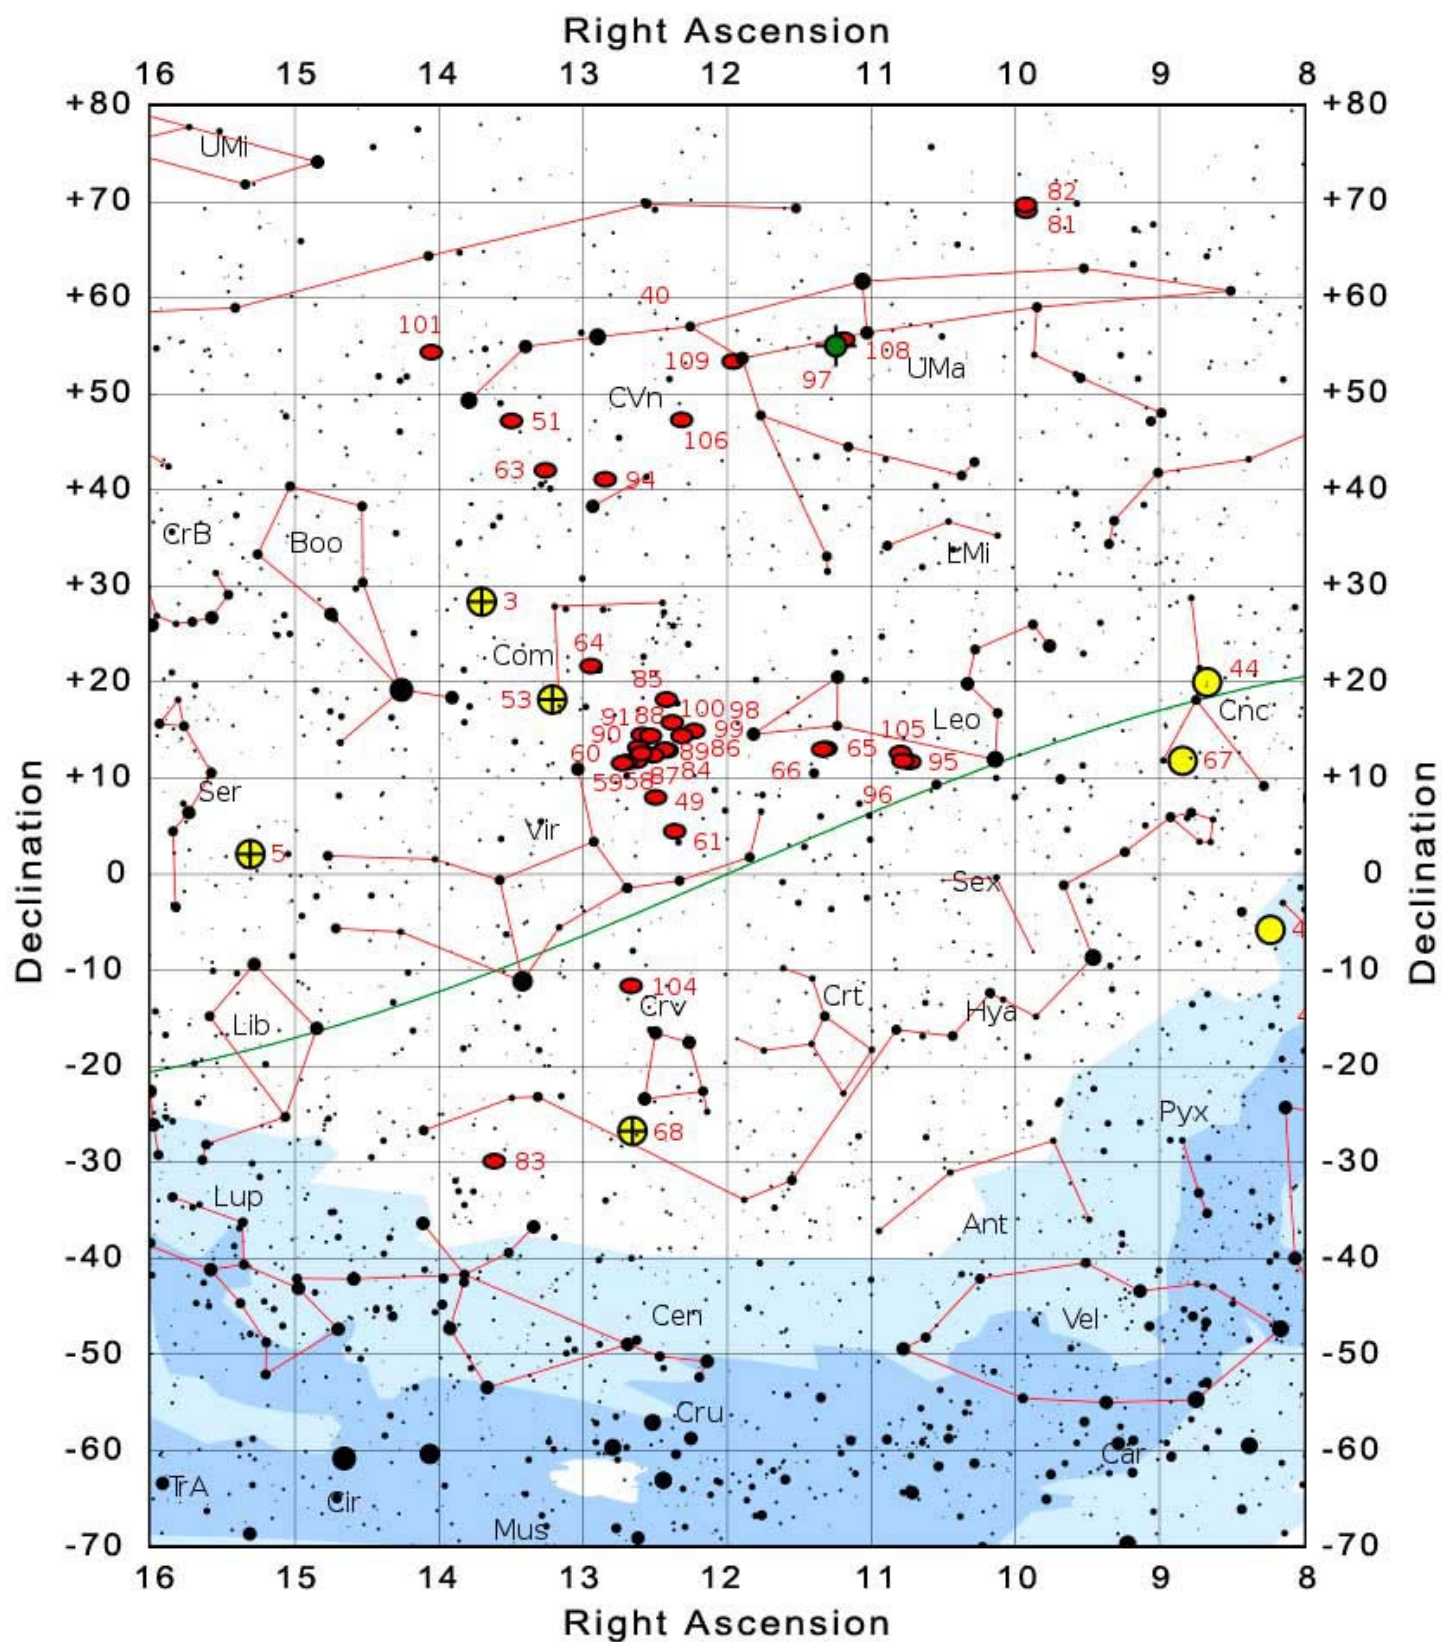 Right Ascension
16 15 14 13 12 11 10 9 8
+80 +80
UMi
82
+70 +70
81
+60 40 +60
101
109 108
UMa
97
+50 CVn +50
51
106
63 94
+40 +40
CrB Boo LMi
+30 +30
3
64
Com 44
+20 85 +20
53 100 98 Cnc
91 88 99 Leo 105
90 86 65 95 67
60 89
66
+10 59 58 87 84 +10
Ser 96
49
Vir 61
5
0 Sex 0
Declination Declination
4
-10 -10
104
Crv Crt Hya
Lib 4
-20 -20
Pyx
68
-30 83 -30
Lup Ant
-40 -40
Cen Vel
-50 -50
Cru
-60 Car -60
TrA
Cir
Mus
-70 -70
16 15 14 13 12 11 10 9 8
Right Ascension